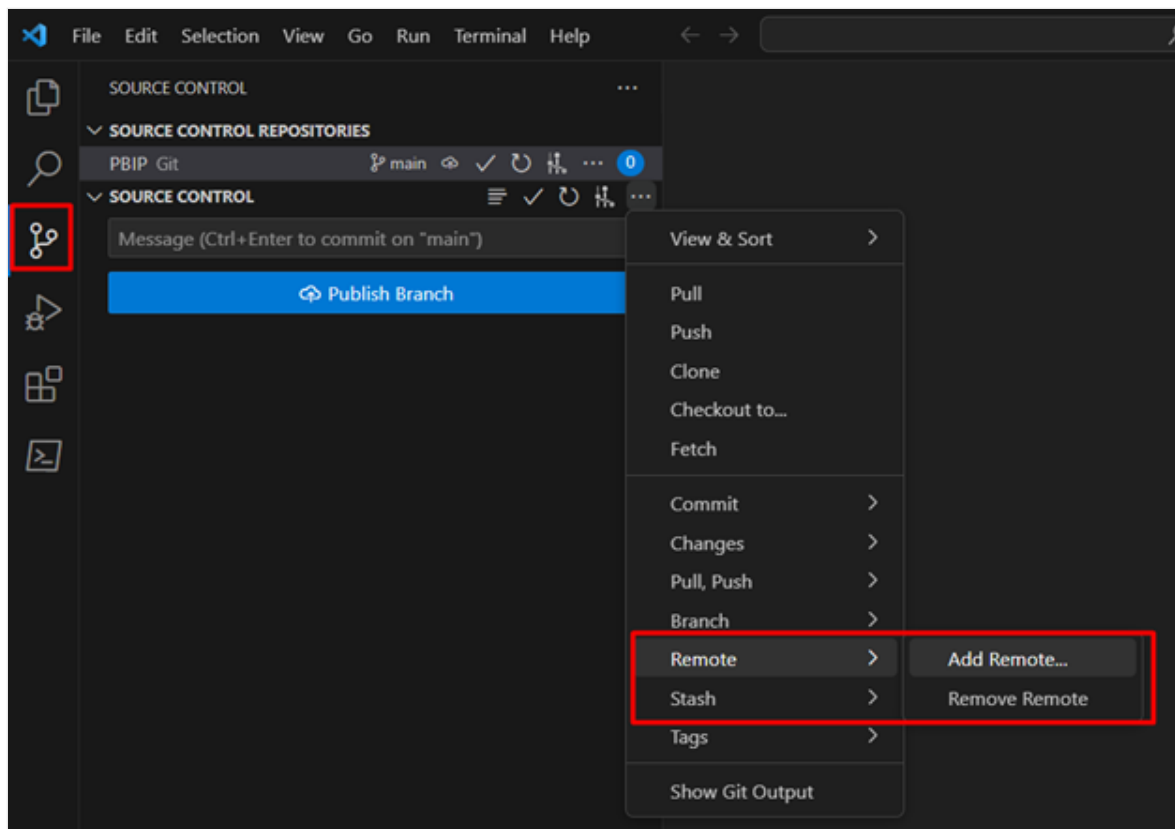 File Edit Selection View Go Run Terminal Help
SOURCE CONTROL
SOURCE CONTROL REPOSITORIES
PBIP Git main 0
SOURCE CONTROL
Message (Ctrl+Enter to commit on "main")
Publish Branch
View & Sort
Pull
Push
Clone
Checkout to...
Fetch
Commit
Changes
Pull, Push
Branch
Remote
Add Remote...
Stash
Remove Remote
Tags
Show Git Output